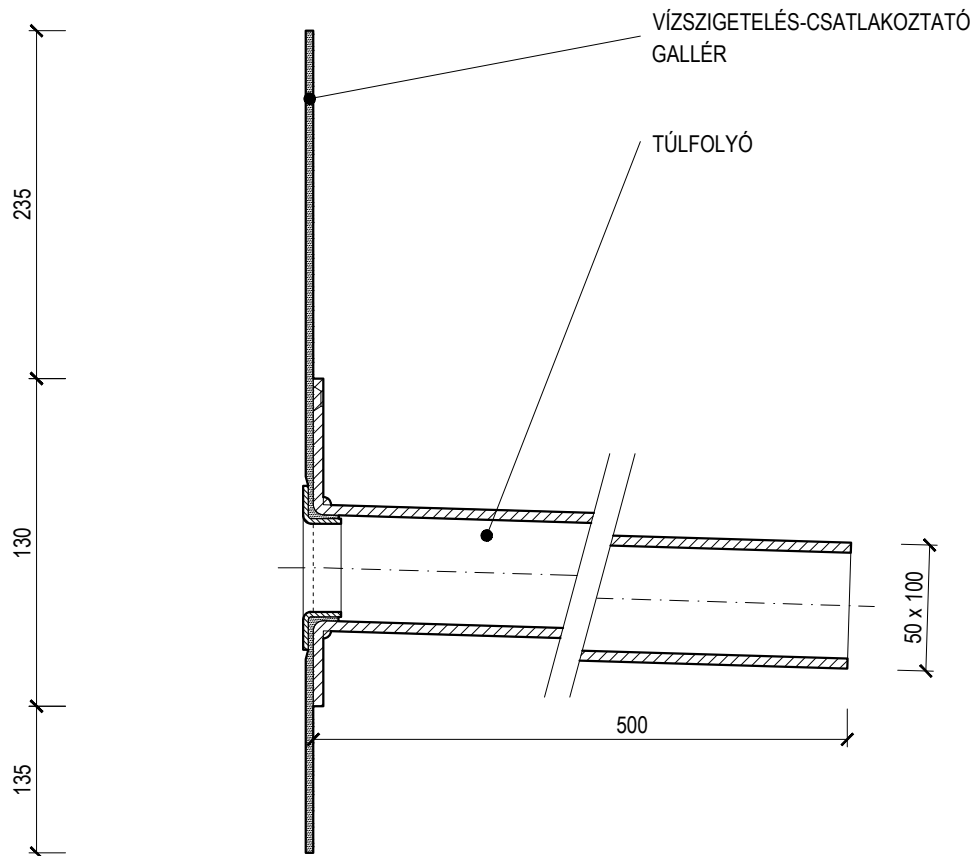 VÍZSZIGETELÉS-CSATLAKOZTATÓ
GALLÉR
TÚLFOLYÓ
235
130
50 x 100
500
135